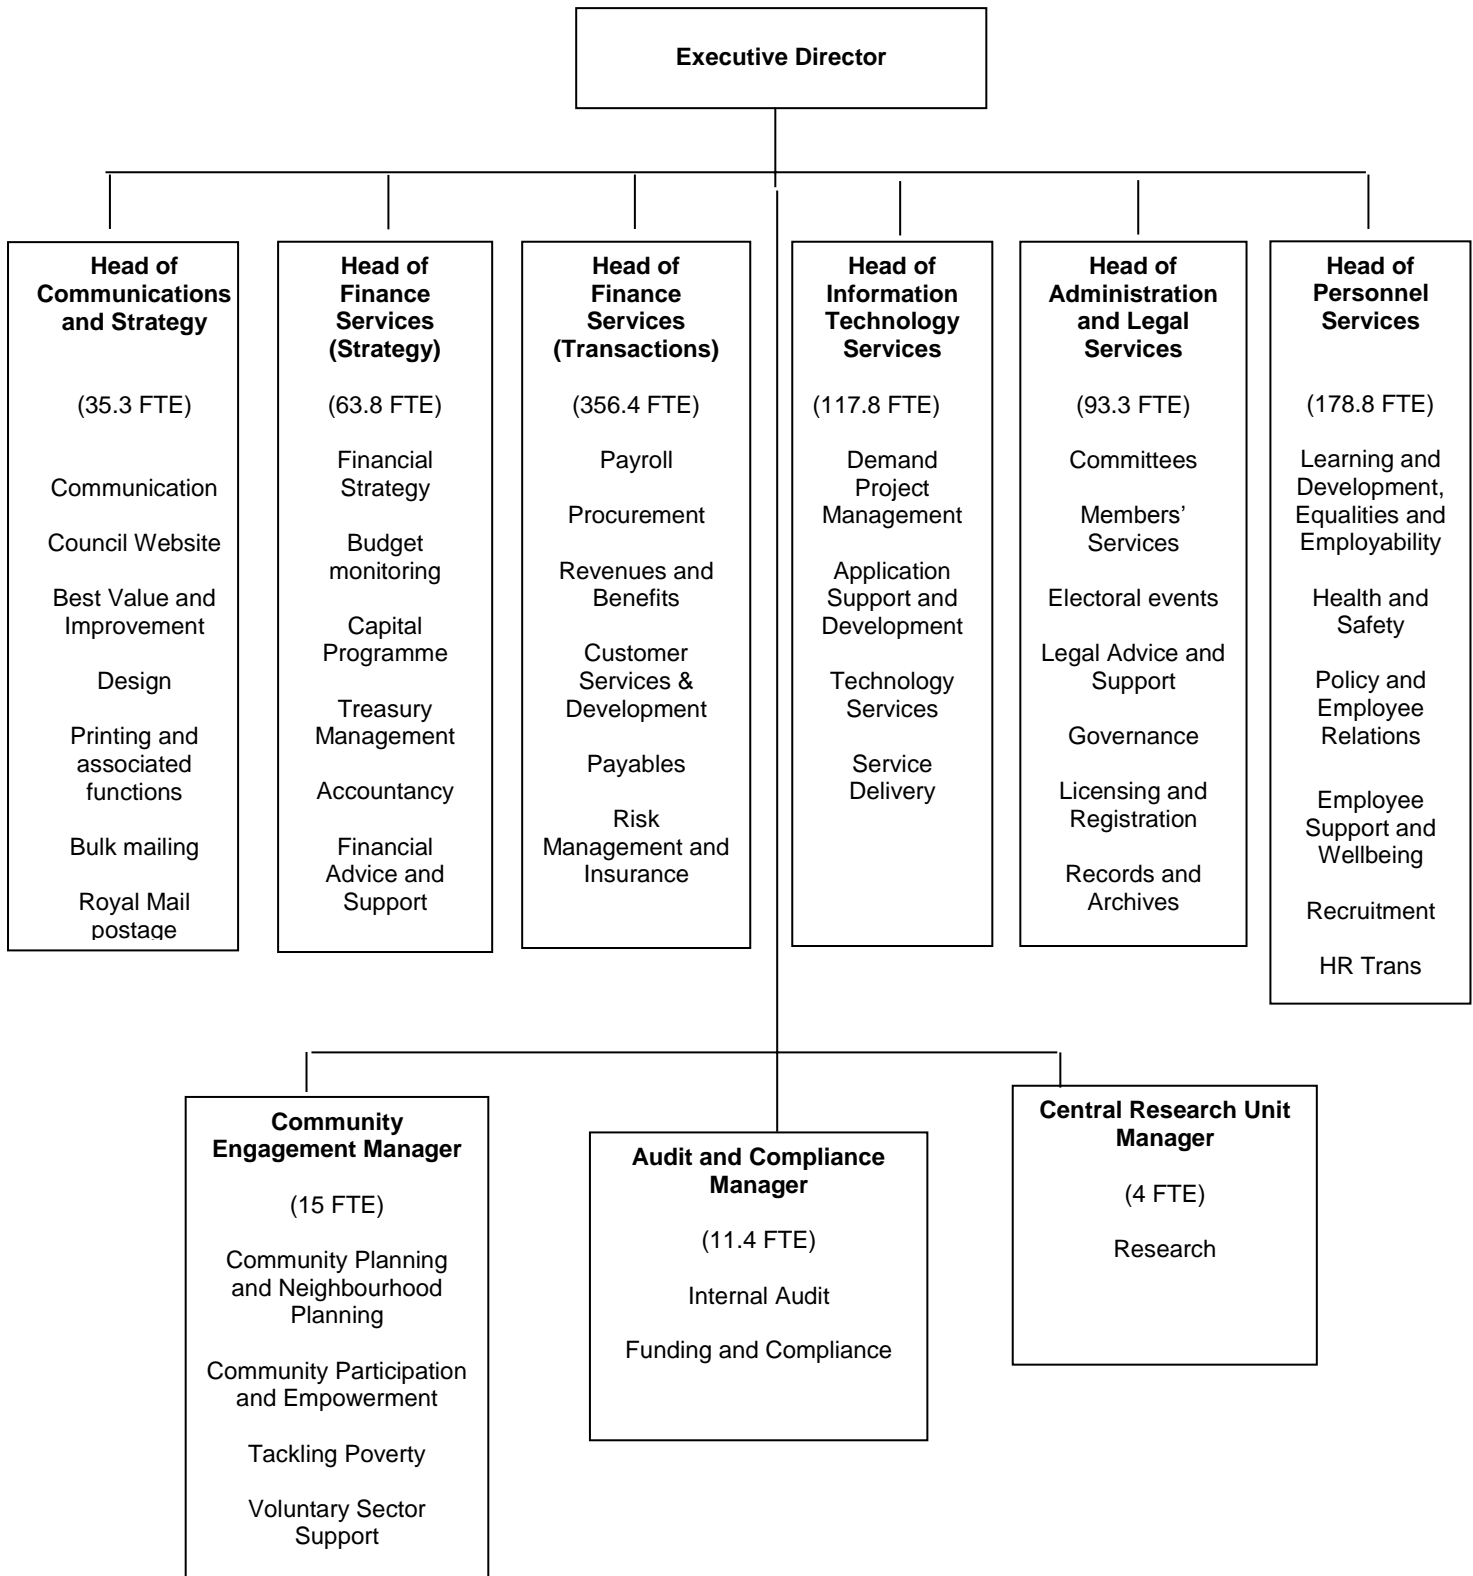 Executive Director
Head of
Communications
and Strategy
(35.3 FTE)
Communication
Council Website
Best Value and
Improvement
Design
Printing and
associated
functions
Bulk mailing
Royal Mail
postage
Head of
Finance
Services
(Strategy)
(63.8 FTE)
Financial
Strategy
Budget
monitoring
Capital
Programme
Treasury
Management
Accountancy
Financial
Advice and
Support
Head of
Finance
Services
(Transactions)
(356.4 FTE)
Payroll
Procurement
Revenues and
Benefits
Customer
Services &
Development
Payables
Risk
Management and
Insurance
Head of
Information
Technology
Services
(117.8 FTE)
Demand
Project
Management
Application
Support and
Development
Technology
Services
Service
Delivery
Head of
Administration
and Legal
Services
(93.3 FTE)
Committees
Members’
Services
Electoral events
Legal Advice and
Support
Governance
Licensing and
Registration
Records and
Archives
Head of
Personnel
Services
(178.8 FTE)
Learning and
Development,
Equalities and
Employability
Health and
Safety
Policy and
Employee
Relations
Employee
Support and
Wellbeing
Recruitment
HR Trans
Community
Engagement Manager
(15 FTE)
Community Planning
and Neighbourhood
Planning
Community Participation
and Empowerment
Tackling Poverty
Voluntary Sector
Support
Audit and Compliance
Manager
(11.4 FTE)
Internal Audit
Funding and Compliance
Central Research Unit
Manager
(4 FTE)
Research